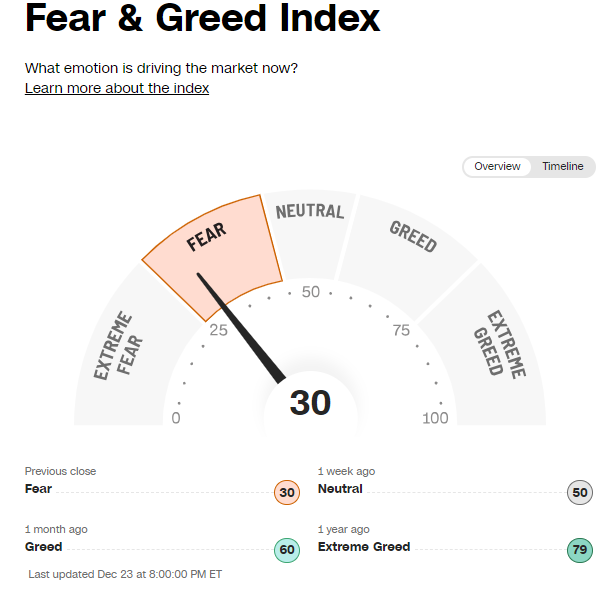 Fear & Greed Index
What emotion is driving the market now?
Learn more about the index
Overview Timeline
EXTREME
FEAR
FEAR
NEUTRAL
GREED
EXTREME
GREED
0
25
50
75
100
30
Previous close
Fear 30
1 week ago
Neutral 50
1 month ago
Greed 60
1 year ago
Extreme Greed 79
Last updated Dec 23 at 8:00:00 PM ET